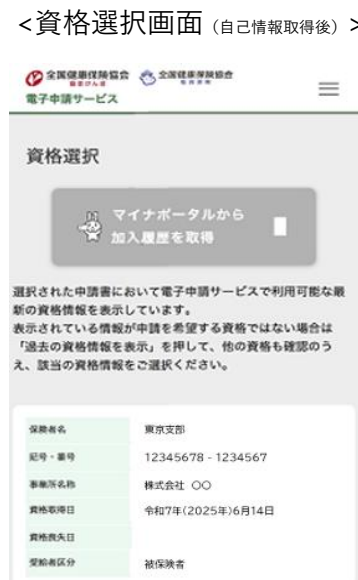 <資格選択画面 (自己情報取得後) >
全国健康保険協会 全国健康保険協会
協会けんぽ 船員保険
電子申請サービス
資格選択
マイナポータルから
加入履歴を取得
選択された申請書において電子申請サービスで利用可能な最
新の資格情報を表示しています。
表示されている情報が申請を希望する資格ではない場合は
「過去の資格情報を表示」を押して、他の資格も確認のう
え、該当の資格情報をご選択ください。
保険者名 東京支部
記号・番号 12345678 - 1234567
事業所名称 株式会社 〇〇
資格取得日 令和7年(2025年)6月14日
資格喪失日
受給者区分 被保険者